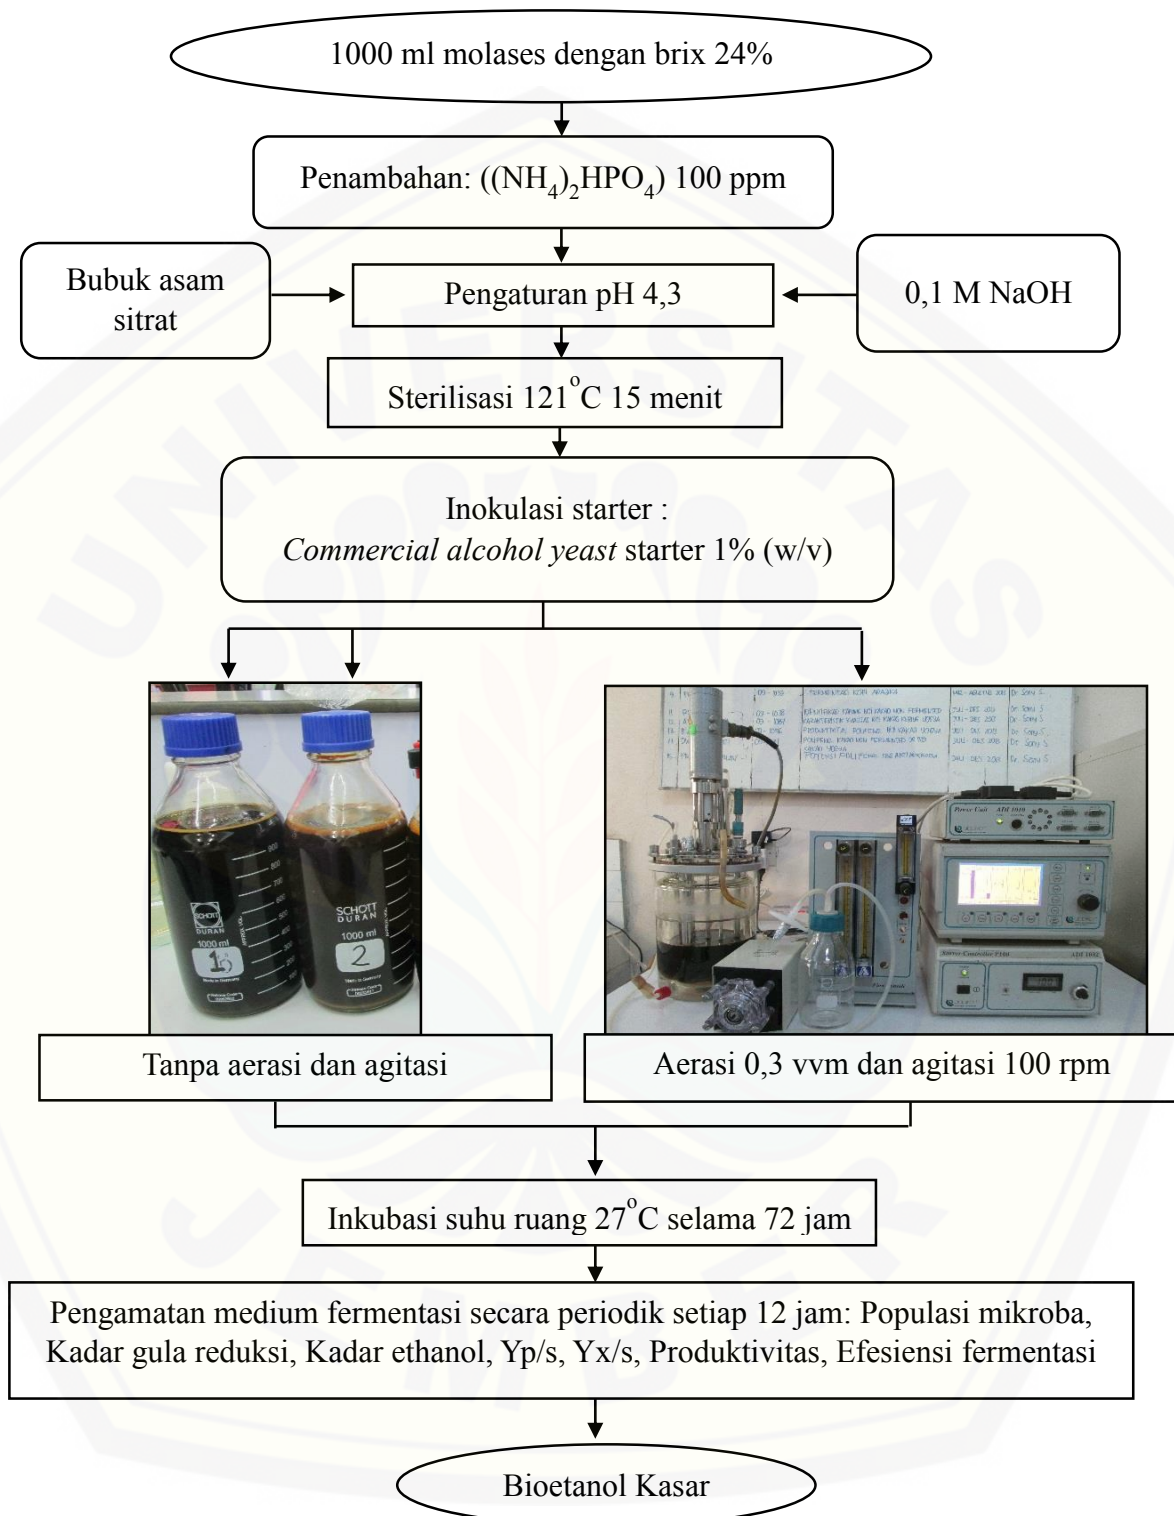 1000 ml molases dengan brix 24%
Penambahan: ((NH₄)₂HPO₄) 100 ppm
Bubuk asam
sitrat
Pengaturan pH 4,3
0,1 M NaOH
Sterilisasi 121°C 15 menit
Inokulasi starter :
Commercial alcohol yeast starter 1% (w/v)
SCHOTT
DURAN
1000 ml
SCHOTT
DURAN
1000 ml
2
Power Unit
Tanpa aerasi dan agitasi
Aerasi 0,3 vvm dan agitasi 100 rpm
Inkubasi suhu ruang 27°C selama 72 jam
Pengamatan medium fermentasi secara periodik setiap 12 jam: Populasi mikroba,
Kadar gula reduksi, Kadar ethanol, Yp/s, Yx/s, Produktivitas, Efesiensi fermentasi
Bioetanol Kasar
UNIVERSITAS
JEMBER